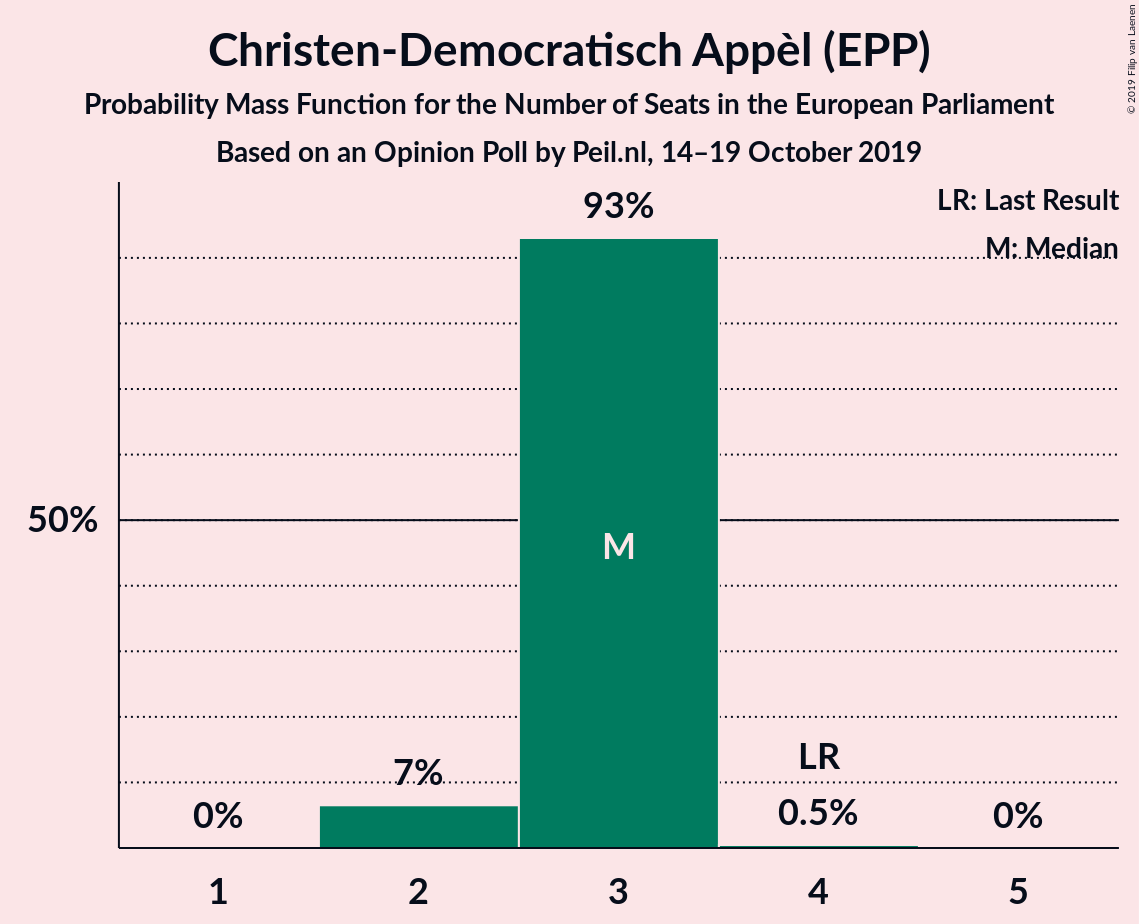 Christen-Democratisch Appèl (EPP)
Probability Mass Function for the Number of Seats in the European Parliament
Based on an Opinion Poll by Peil.nl, 14–19 October 2019
© 2019 Filip van Laenen
LR: Last Result
M: Median
93%
50%
M
LR
7%
0%
0.5%
0%
1
2
3
4
5